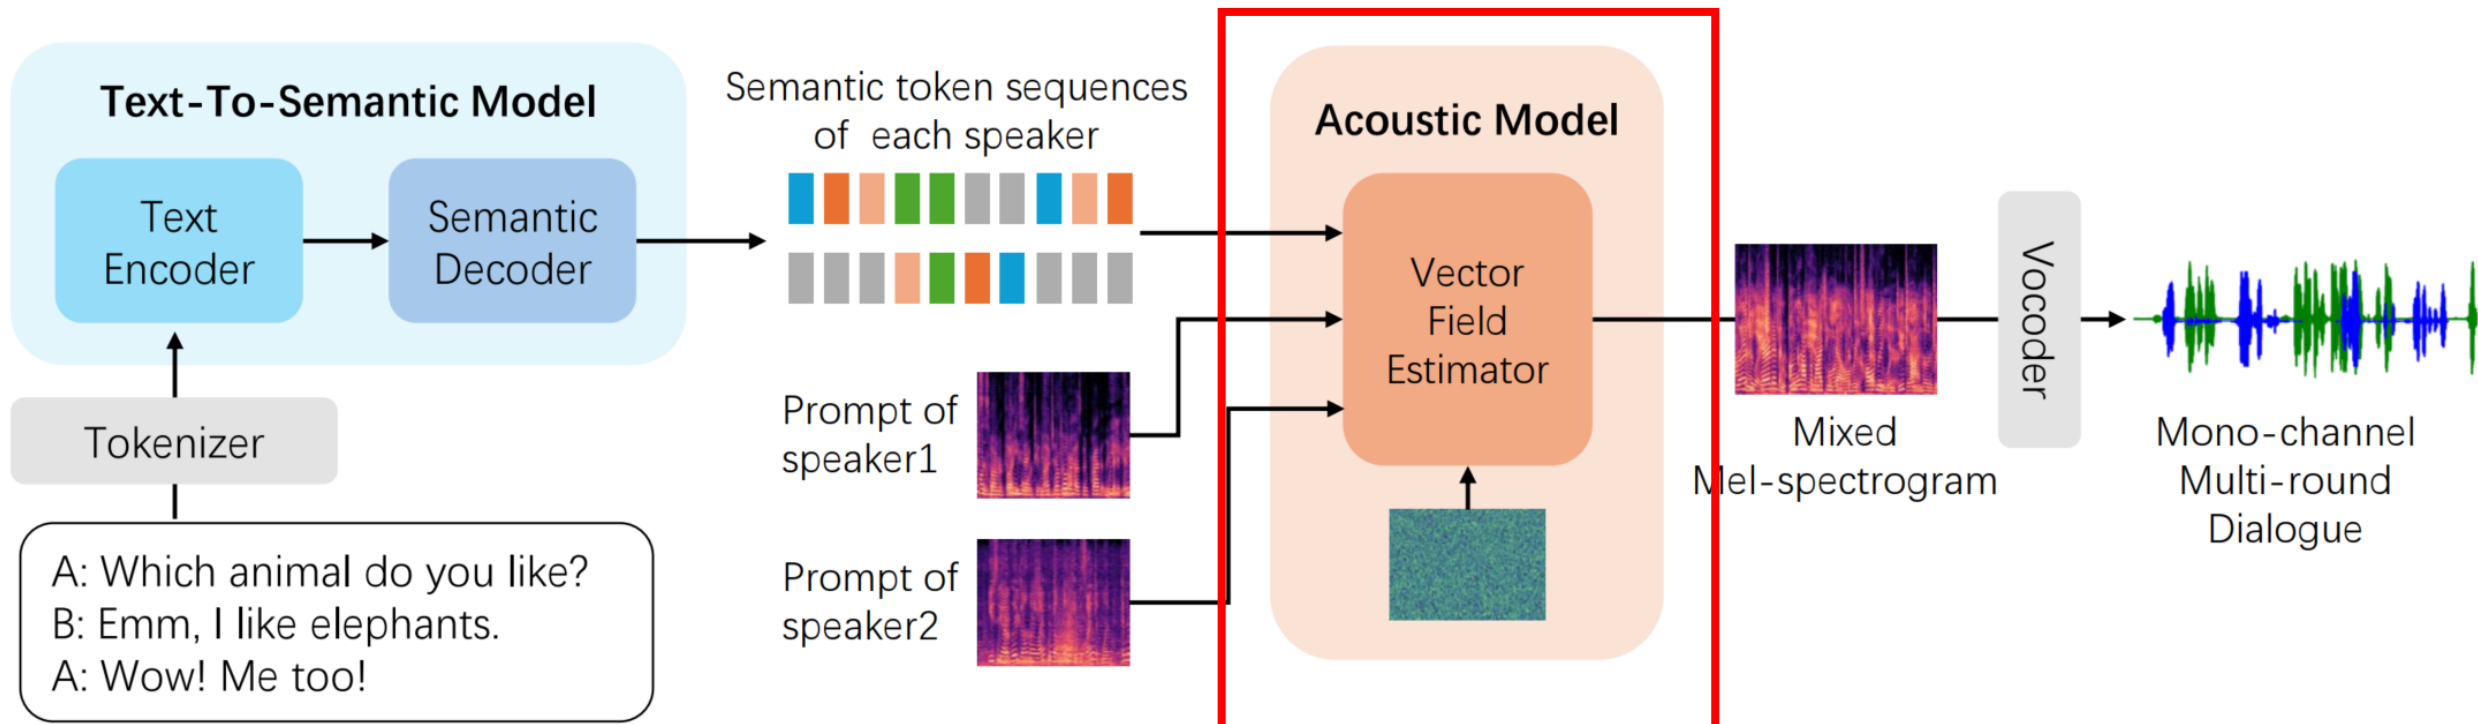 Text-To-Semantic Model
Text
Encoder
Semantic
Decoder
Tokenizer
A: Which animal do you like?
B: Emm, I like elephants.
A: Wow! Me too!
Semantic token sequences
of each speaker
Prompt of
speaker1
Prompt of
speaker2
Acoustic Model
Vector
Field
Estimator
Mixed
Mel-spectrogram
Vocoder
Mono-channel
Multi-round
Dialogue